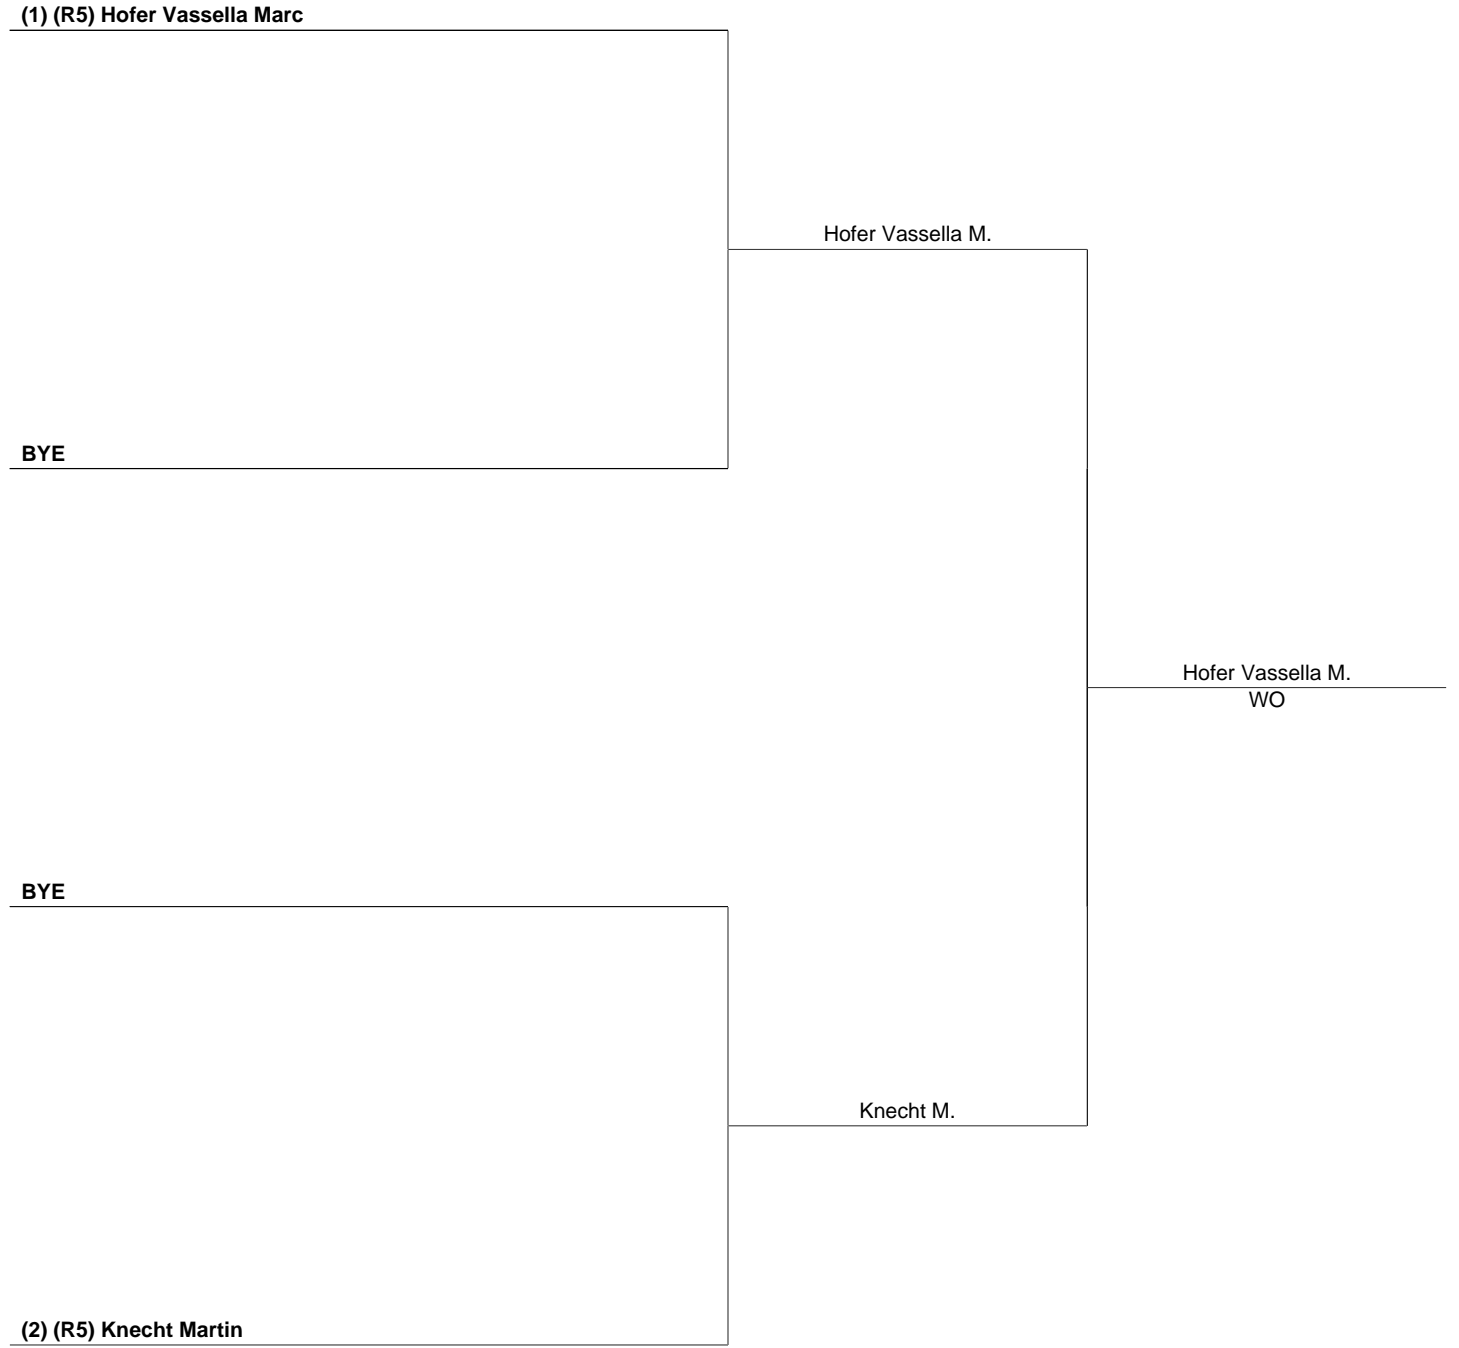 (1) (R5) Hofer Vassella Marc
Hofer Vassella M.
BYE
Hofer Vassella M.
WO
BYE
Knecht M.
(2) (R5) Knecht Martin